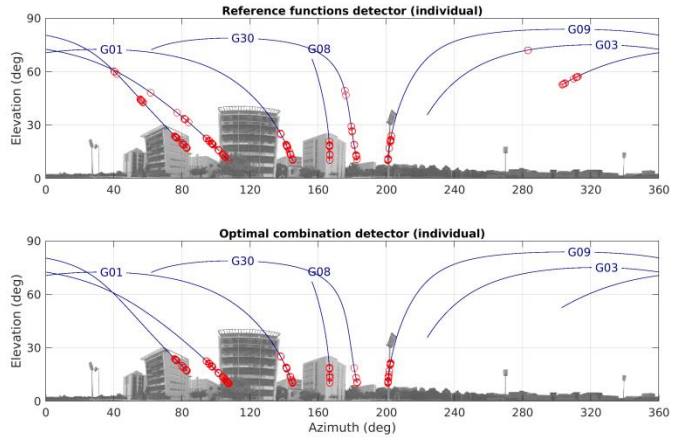 Reference functions detector (individual)
90
60
30
0
Elevation (deg)
G01
G30
G08
G09
G03
0 40 80 120 160 200 240 280 320 360
Optimal combination detector (individual)
90
60
30
0
Elevation (deg)
G01
G30
G08
G09
G03
0 40 80 120 160 200 240 280 320 360
Azimuth (deg)